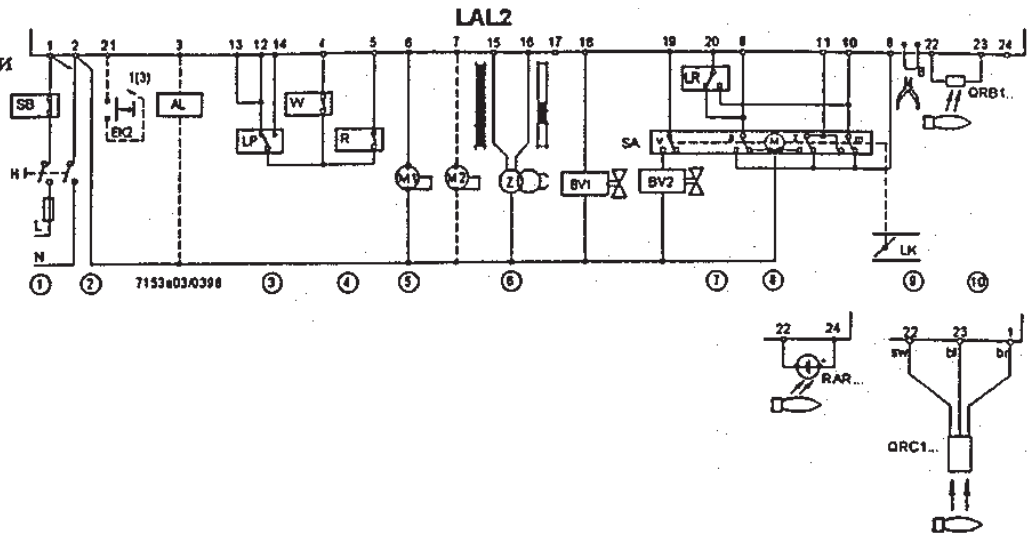 LAL2
1 2 21 3 13 12 14 4 5 6 7 15 16 17 18 19 20 8 11 10 8 22 23 24
1(3)
LR
B
QRB1...
SB EK2 AL LP W R SA v M z m
H
M1 M2 Z BV1 BV2
L
N LK
① ② 7153a03/0398 ③ ④ ⑤ ⑥ ⑦ ⑧ ⑨ ⑩
22 24 22 23 1
sw bl br
+
RAR...
QRC1...